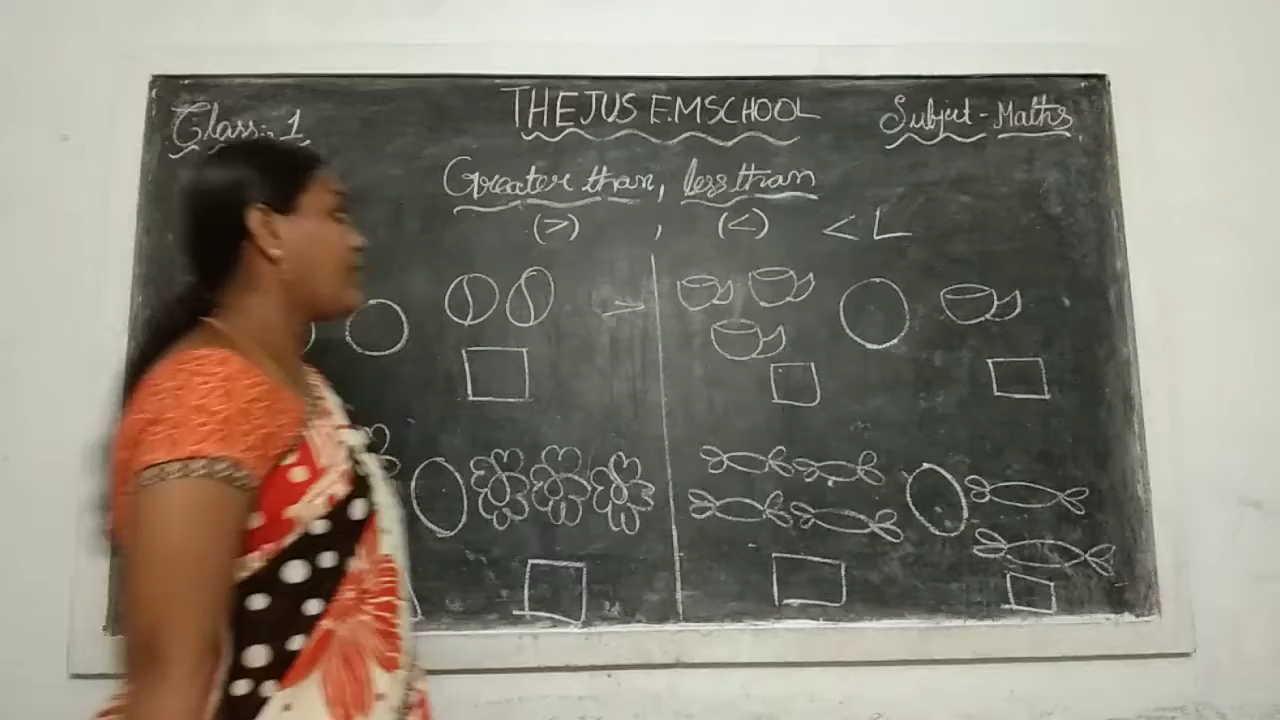 Class:- 1 THEJUS E.M SCHOOL Subject - Maths
Greater than, less than
(>) , (<) < L
>